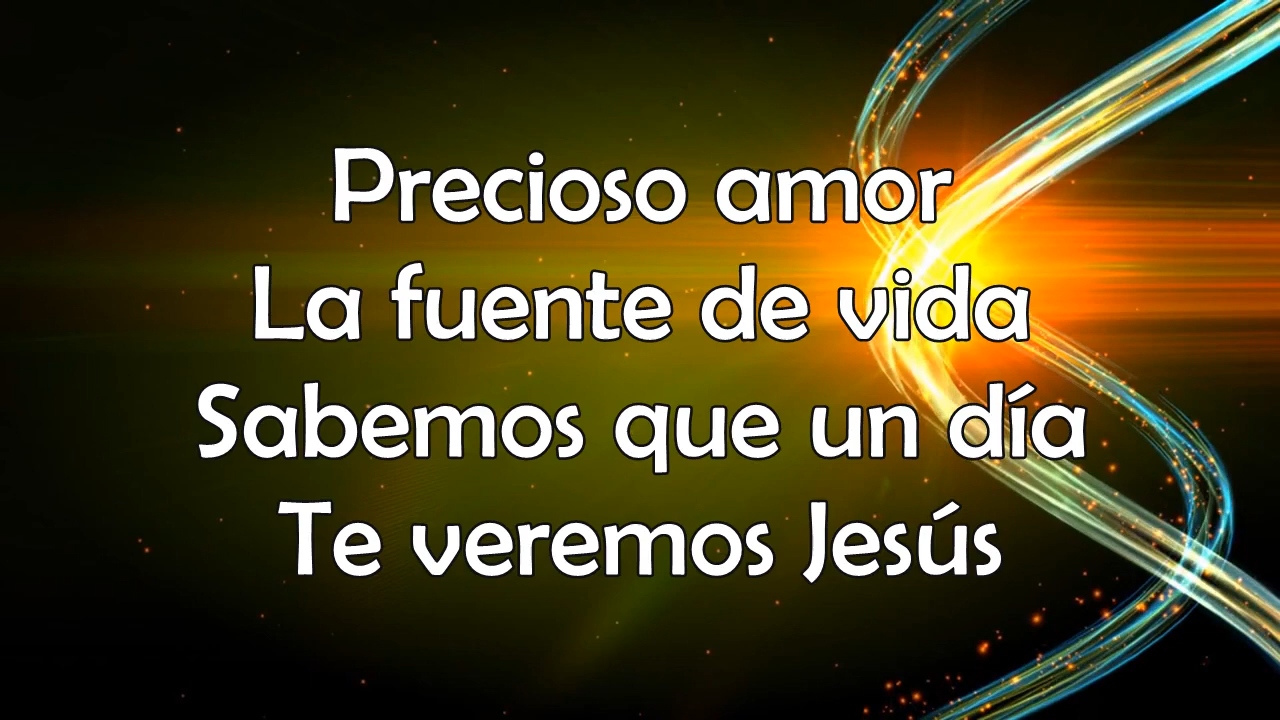 Precioso amor
La fuente de vida
Sabemos que un día
Te veremos Jesús